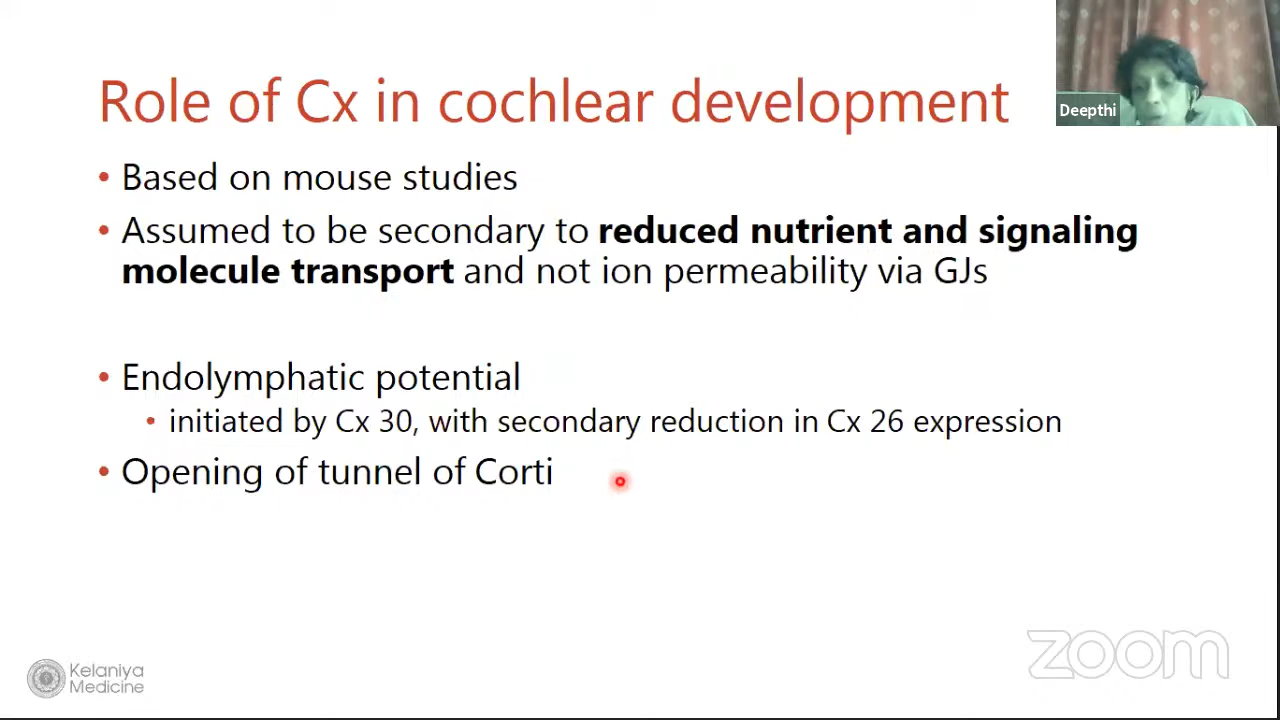 Role of Cx in cochlear development
Deepthi
• Based on mouse studies
• Assumed to be secondary to reduced nutrient and signaling
molecule transport and not ion permeability via GJs
• Endolymphatic potential
• initiated by Cx 30, with secondary reduction in Cx 26 expression
• Opening of tunnel of Corti
Kelaniya
Medicine
zoom